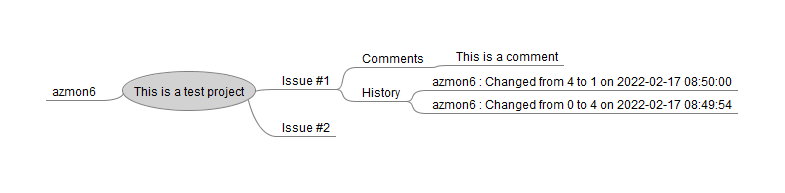 azmon6
This is a test project
Issue #1
Comments
This is a comment
History
azmon6 : Changed from 4 to 1 on 2022-02-17 08:50:00
azmon6 : Changed from 0 to 4 on 2022-02-17 08:49:54
Issue #2